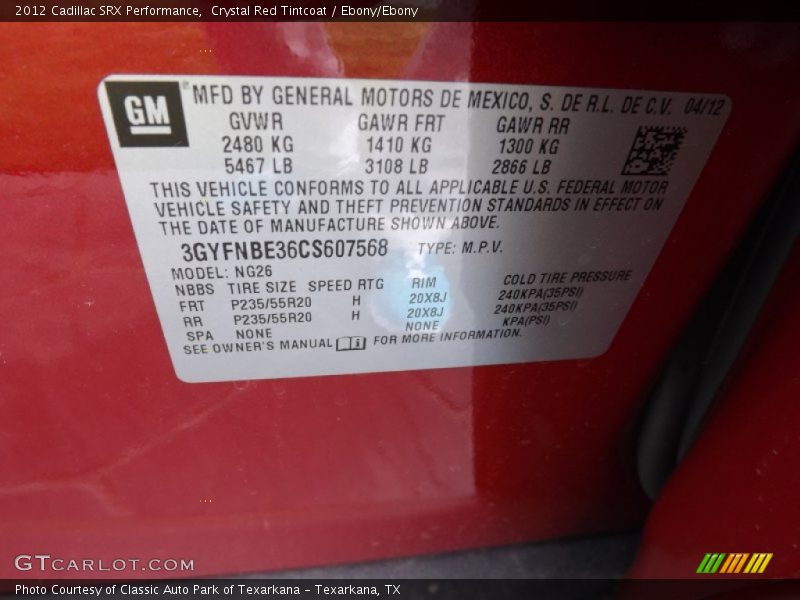 2012 Cadillac SRX Performance,  Crystal Red Tintcoat / Ebony/Ebony
GM
® MFD BY GENERAL MOTORS DE MEXICO, S. DE R.L. DE C.V. 04/12
GVWR GAWR FRT GAWR RR
2480 KG 1410 KG 1300 KG
5467 LB 3108 LB 2866 LB
THIS VEHICLE CONFORMS TO ALL APPLICABLE U.S. FEDERAL MOTOR
VEHICLE SAFETY AND THEFT PREVENTION STANDARDS IN EFFECT ON
THE DATE OF MANUFACTURE SHOWN ABOVE.
3GYFNBE36CS607568 TYPE: M.P.V.
MODEL: NG26
NBBS TIRE SIZE SPEED RTG RIM COLD TIRE PRESSURE
FRT P235/55R20 H 20X8J 240KPA(35PSI)
RR P235/55R20 H 20X8J 240KPA(35PSI)
SPA NONE NONE KPA(PSI)
SEE OWNER'S MANUAL FOR MORE INFORMATION.
GTCARLOT.COM
Photo Courtesy of Classic Auto Park of Texarkana – Texarkana, TX